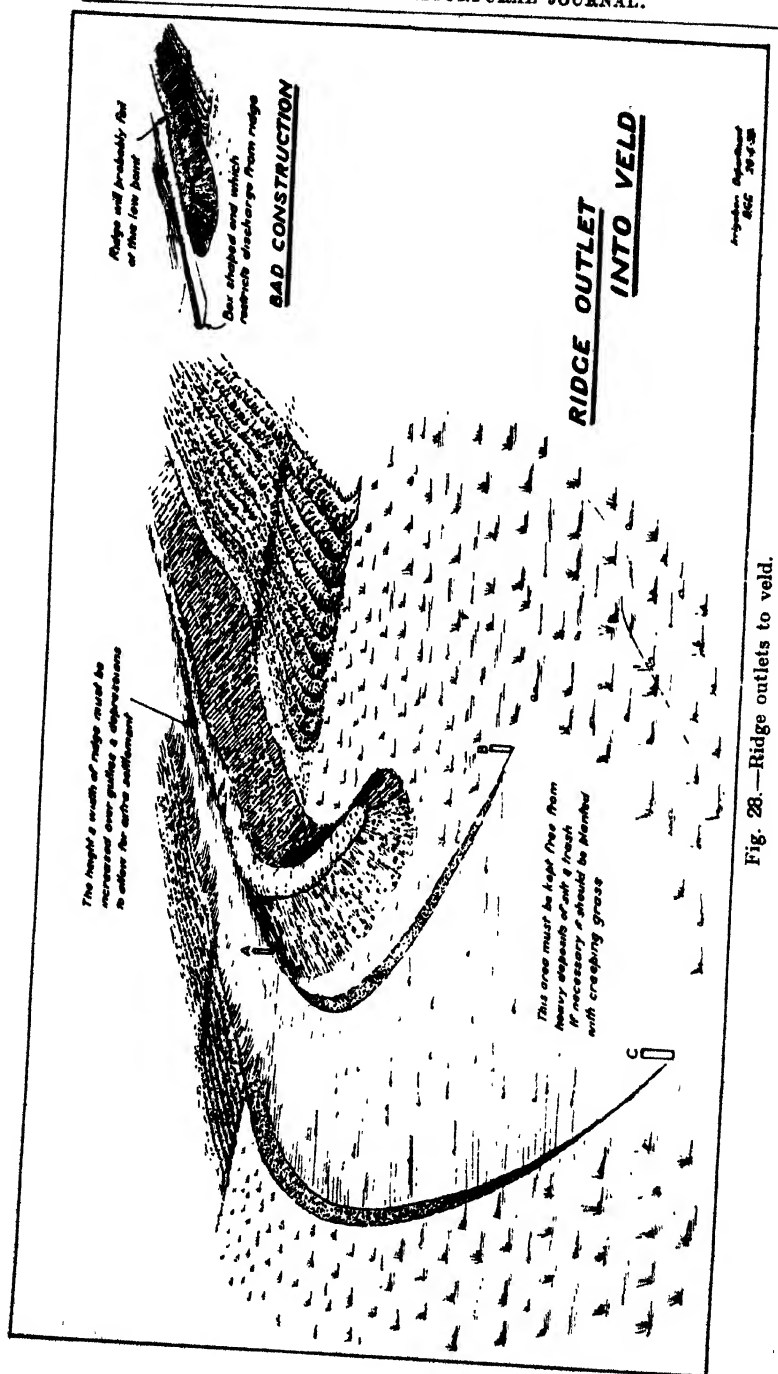 JOURNAL.
The height & width of ridge must be
increased over gullies & depressions
to allow for extra settlement
Ridge will probably fail
at this low point
Box shaped end which
restricts discharge from ridge
BAD CONSTRUCTION
A
B
C
This area must be kept free from
heavy deposits of silt & trash
If necessary it should be planted
with creeping grass
RIDGE OUTLET
INTO VELD
Irrigation Department
Fig. 28.—Ridge outlets to veld.